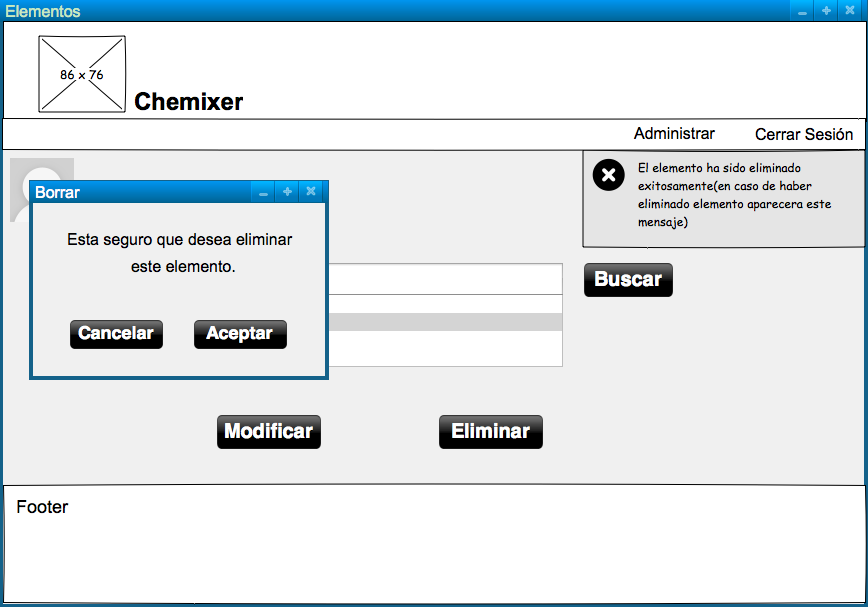 Elementos
86 x 76
Chemixer
Administrar
Cerrar Sesión
El elemento ha sido eliminado
exitosamente(en caso de haber
eliminado elemento aparecera este
mensaje)
Borrar
Esta seguro que desea eliminar
este elemento.
Cancelar
Aceptar
Buscar
Modificar
Eliminar
Footer